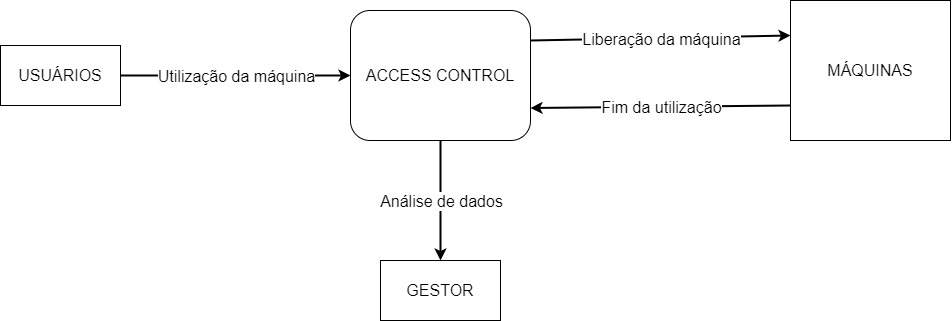 USUÁRIOS
Utilização da máquina
ACCESS CONTROL
Liberação da máquina
MÁQUINAS
Fim da utilização
Análise de dados
GESTOR